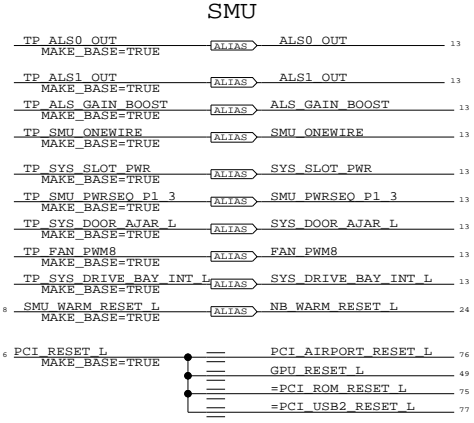 SMU
TP_ALS0_OUT ALIAS ALS0_OUT 13
MAKE_BASE=TRUE
TP_ALS1_OUT ALIAS ALS1_OUT 13
MAKE_BASE=TRUE
TP_ALS_GAIN_BOOST ALIAS ALS_GAIN_BOOST 13
MAKE_BASE=TRUE
TP_SMU_ONEWIRE ALIAS SMU_ONEWIRE 13
MAKE_BASE=TRUE
TP_SYS_SLOT_PWR ALIAS SYS_SLOT_PWR 13
MAKE_BASE=TRUE
TP_SMU_PWRSEQ_P1_3 ALIAS SMU_PWRSEQ_P1_3 13
MAKE_BASE=TRUE
TP_SYS_DOOR_AJAR_L ALIAS SYS_DOOR_AJAR_L 13
MAKE_BASE=TRUE
TP_FAN_PWM8 ALIAS FAN_PWM8 13
MAKE_BASE=TRUE
TP_SYS_DRIVE_BAY_INT_L ALIAS SYS_DRIVE_BAY_INT_L 13
MAKE_BASE=TRUE
8 SMU_WARM_RESET_L ALIAS NB_WARM_RESET_L 24
MAKE_BASE=TRUE
6 PCI_RESET_L PCI_AIRPORT_RESET_L 76
MAKE_BASE=TRUE
GPU_RESET_L 49
=PCI_ROM_RESET_L 75
=PCI_USB2_RESET_L 77